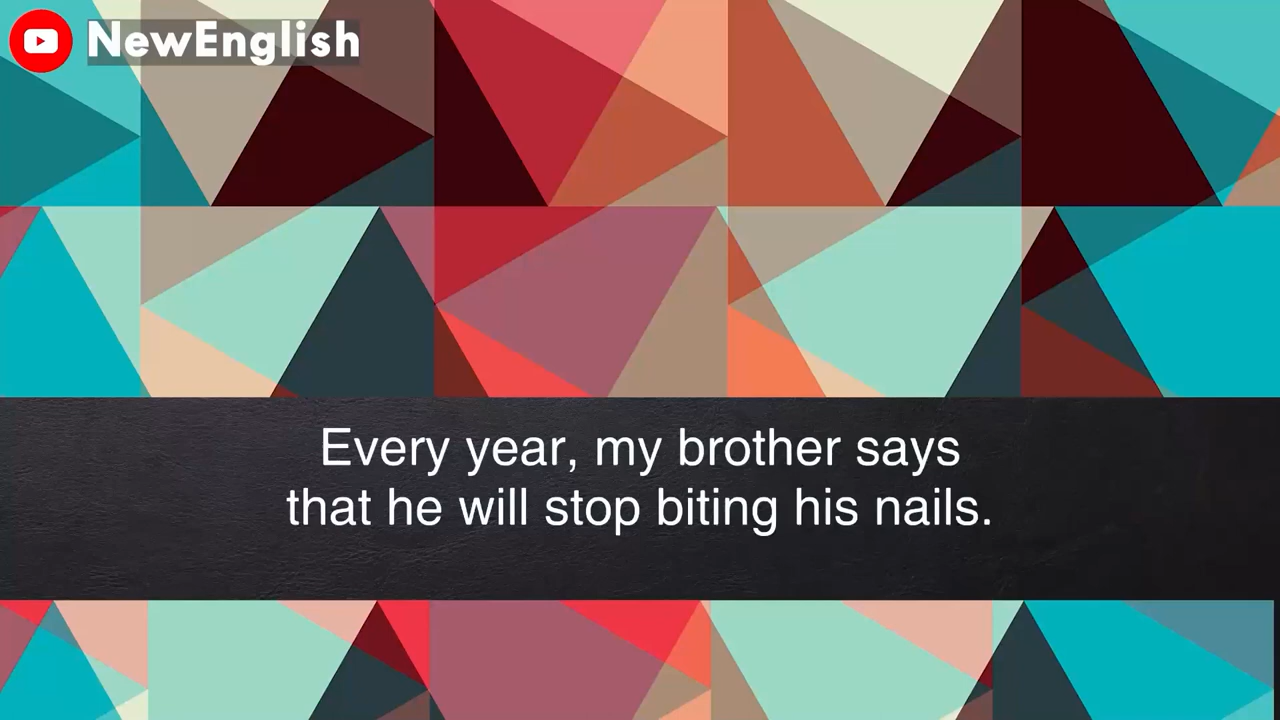 NewEnglish
Every year, my brother says
that he will stop biting his nails.